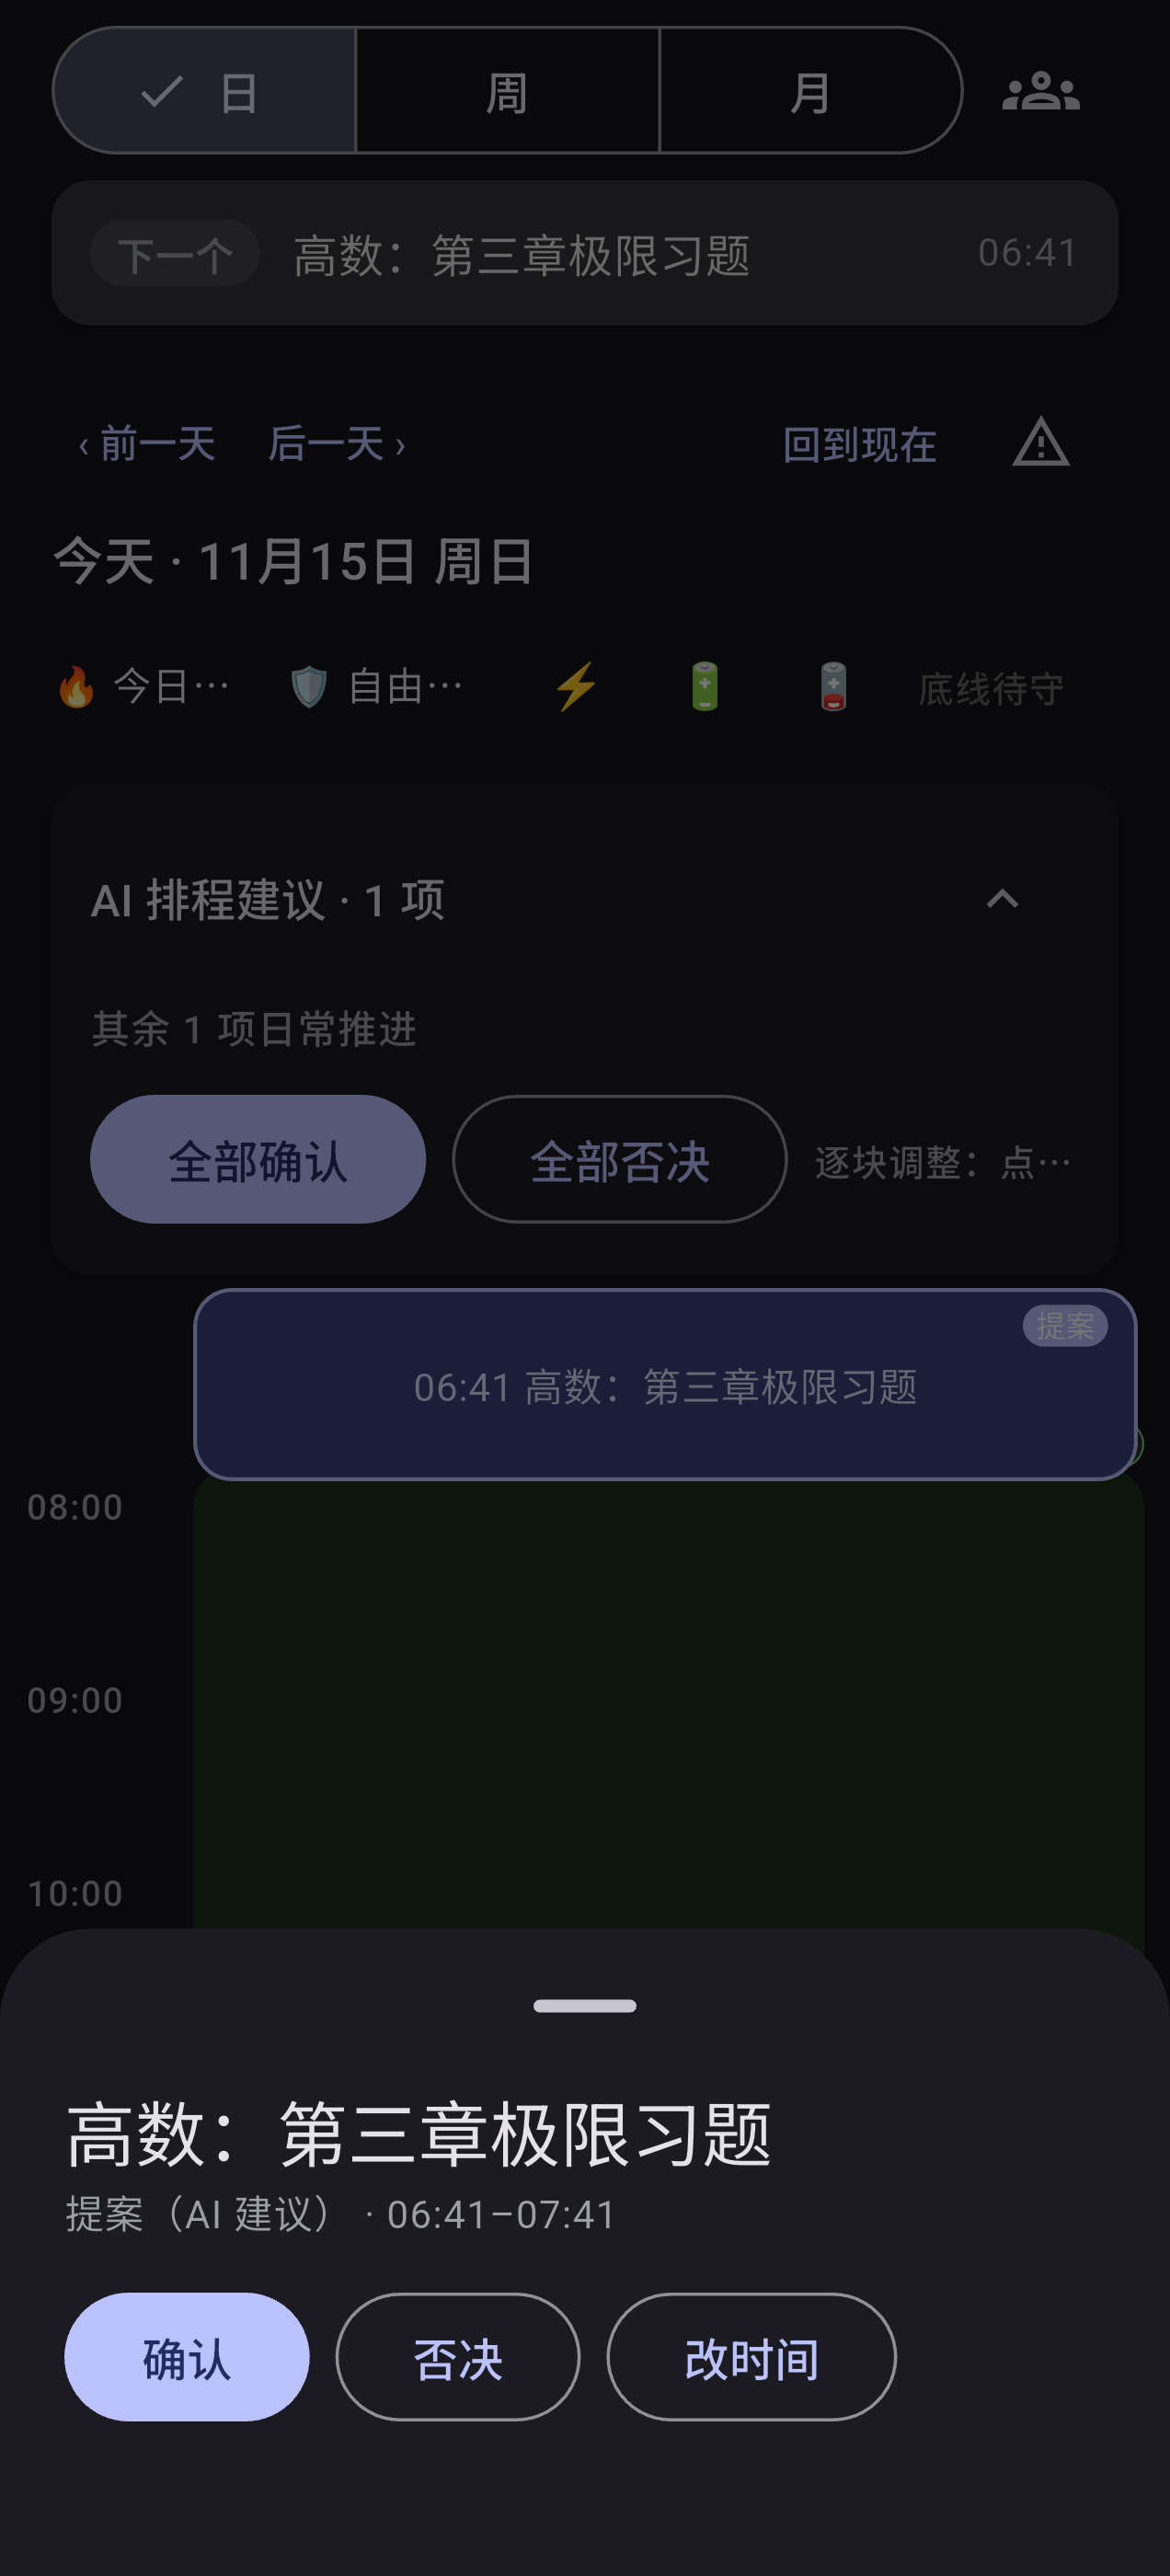 日 周 月
下一个 高数：第三章极限习题 06:41
‹ 前一天 后一天 › 回到现在
今天 · 11月15日 周日
今日… 自由… 底线待守
AI 排程建议 · 1 项
其余 1 项日常推进
全部确认 全部否决 逐块调整：点…
提案
06:41 高数：第三章极限习题
08:00
09:00
10:00
高数：第三章极限习题
提案（AI 建议） · 06:41–07:41
确认 否决 改时间